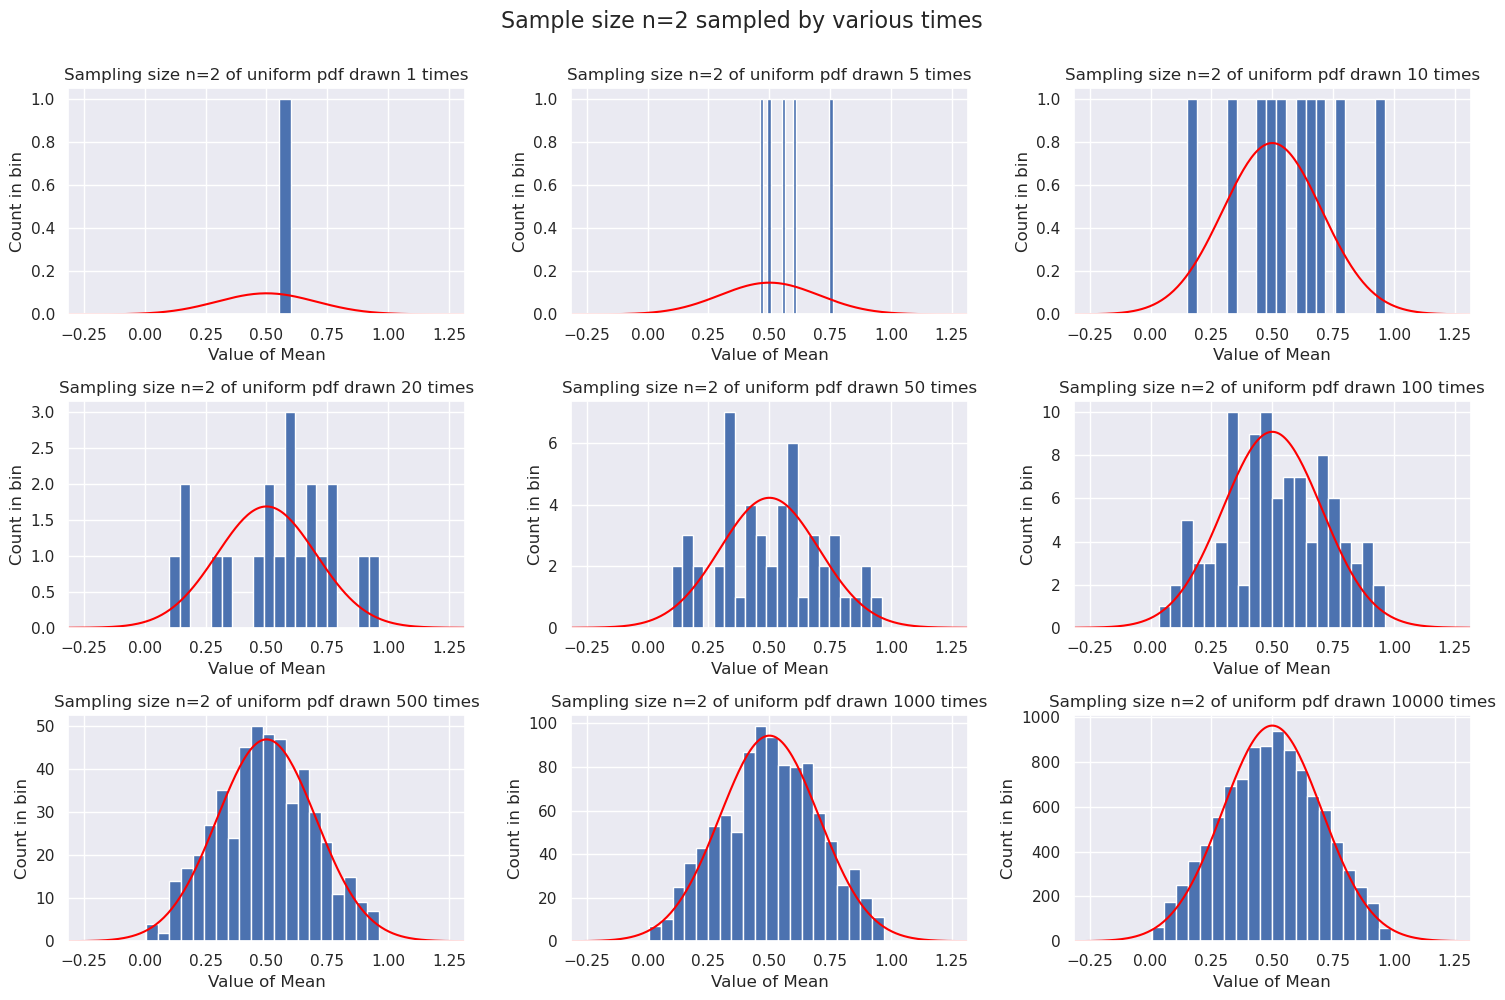 Sample size n=2 sampled by various times
Sampling size n=2 of uniform pdf drawn 1 times
1.0
0.8
0.6
0.4
0.2
0.0
Count in bin
−0.25 0.00 0.25 0.50 0.75 1.00 1.25
Value of Mean
Sampling size n=2 of uniform pdf drawn 5 times
1.0
0.8
0.6
0.4
0.2
0.0
Count in bin
−0.25 0.00 0.25 0.50 0.75 1.00 1.25
Value of Mean
Sampling size n=2 of uniform pdf drawn 10 times
1.0
0.8
0.6
0.4
0.2
0.0
Count in bin
−0.25 0.00 0.25 0.50 0.75 1.00 1.25
Value of Mean
Sampling size n=2 of uniform pdf drawn 20 times
3.0
2.5
2.0
1.5
1.0
0.5
0.0
Count in bin
−0.25 0.00 0.25 0.50 0.75 1.00 1.25
Value of Mean
Sampling size n=2 of uniform pdf drawn 50 times
6
4
2
0
Count in bin
−0.25 0.00 0.25 0.50 0.75 1.00 1.25
Value of Mean
Sampling size n=2 of uniform pdf drawn 100 times
10
8
6
4
2
0
Count in bin
−0.25 0.00 0.25 0.50 0.75 1.00 1.25
Value of Mean
Sampling size n=2 of uniform pdf drawn 500 times
50
40
30
20
10
0
Count in bin
−0.25 0.00 0.25 0.50 0.75 1.00 1.25
Value of Mean
Sampling size n=2 of uniform pdf drawn 1000 times
100
80
60
40
20
0
Count in bin
−0.25 0.00 0.25 0.50 0.75 1.00 1.25
Value of Mean
Sampling size n=2 of uniform pdf drawn 10000 times
1000
800
600
400
200
0
Count in bin
−0.25 0.00 0.25 0.50 0.75 1.00 1.25
Value of Mean